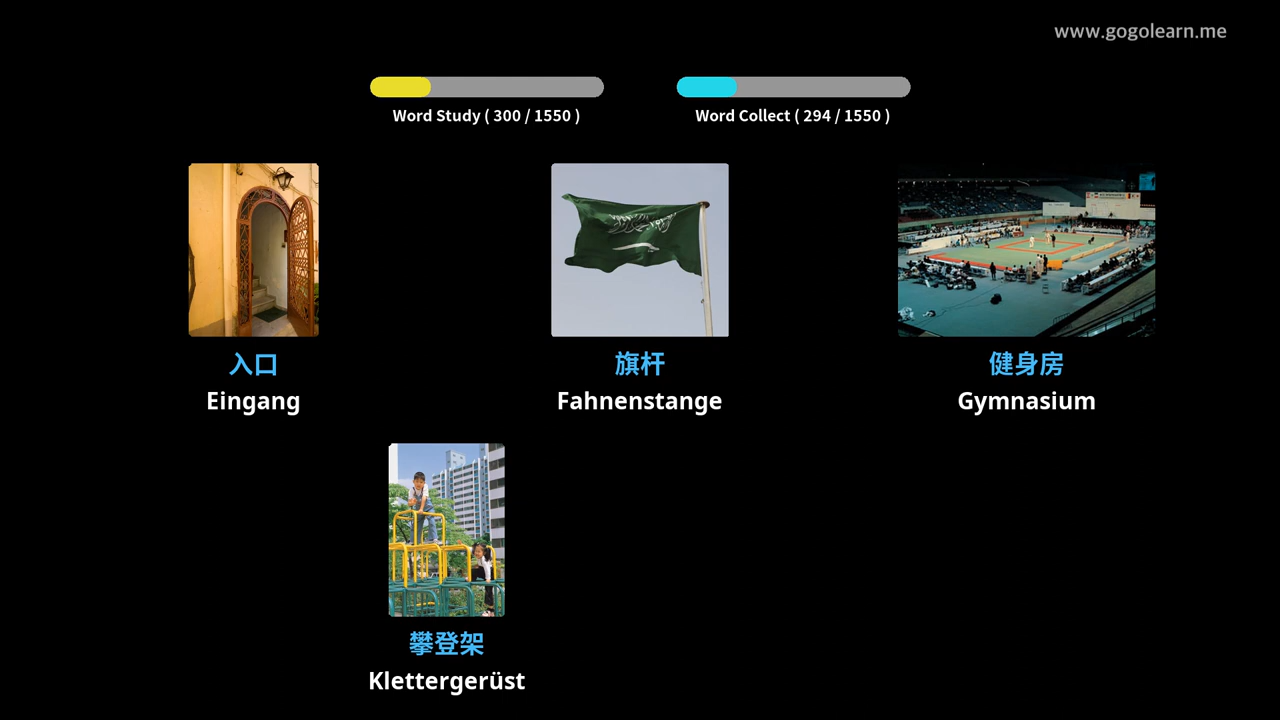 www.gogolearn.me
Word Study ( 300 / 1550 )
Word Collect ( 294 / 1550 )
入口
Eingang
旗杆
Fahnenstange
健身房
Gymnasium
攀登架
Klettergerüst